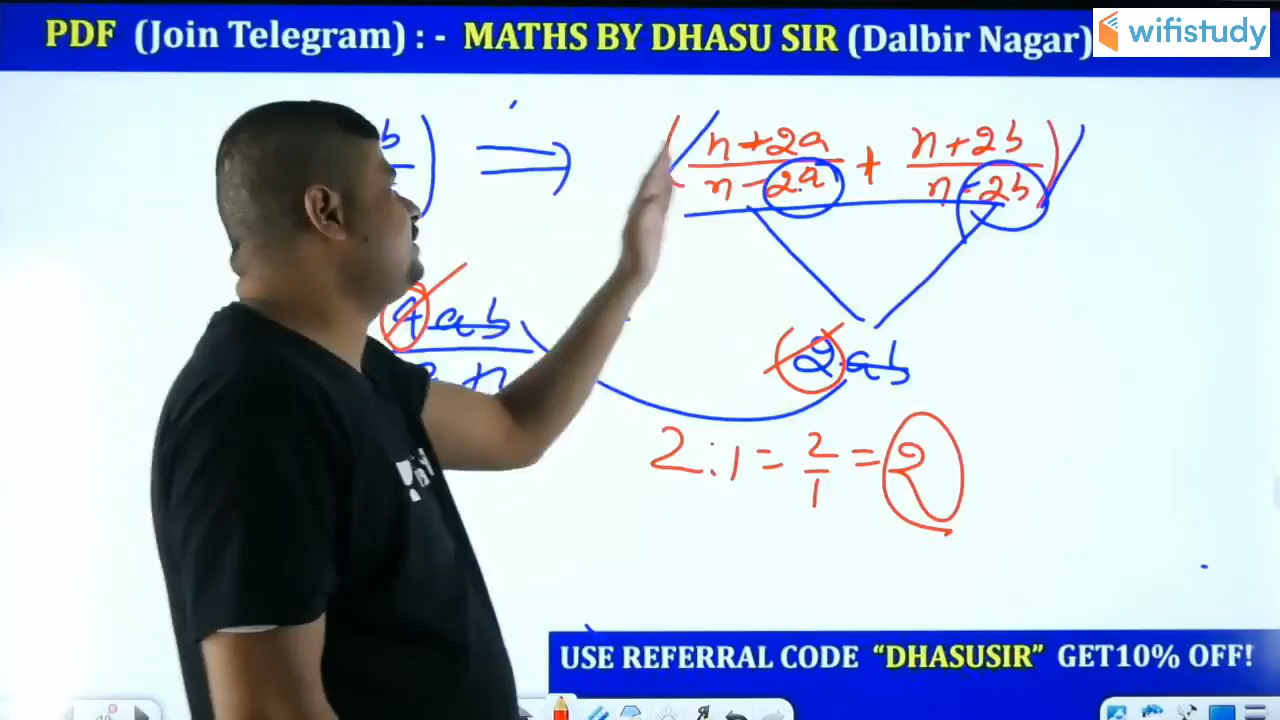 PDF (Join Telegram) : - MATHS BY DHASU SIR (Dalbir Nagar)
wifistudy
b ) ⇒ ( (n+2a)/(n-2a) + (n+2b)/(n-2b) )
4ab
2ab
+ n
2:1 = 2/1 = 2
USE REFERRAL CODE “DHASUSIR” GET10% OFF!